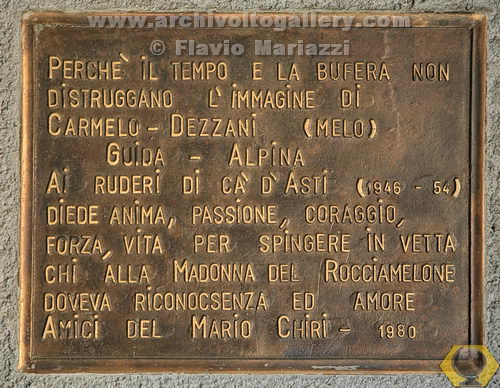 www.archivoltogallery.com
© Flavio Mariazzi
PERCHE` IL TEMPO E LA BUFERA NON
DISTRUGGANO L`IMMAGINE DI
CARMELO - DEZZANI (MELO)
GUIDA - ALPINA
AI RUDERI DI CA` D`ASTI (1946 - 54)
DIEDE ANIMA, PASSIONE, CORAGGIO,
FORZA, VITA PER SPINGERE IN VETTA
CHI ALLA MADONNA DEL ROCCIAMELONE
DOVEVA RICONOCSENZA ED AMORE
AMICI DEL MARIO CHIRI - 1980